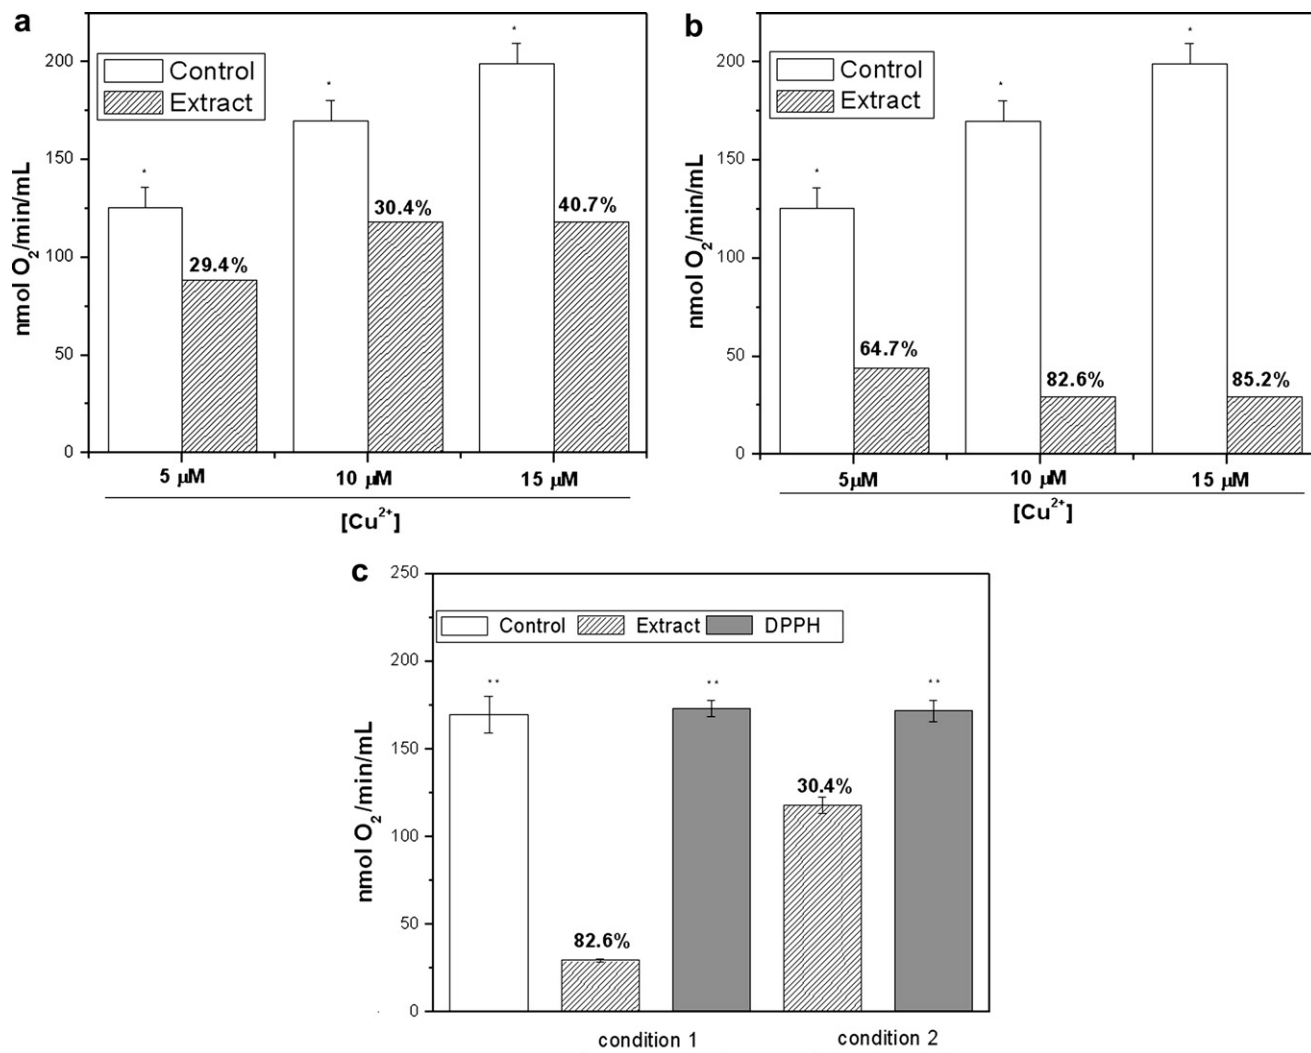 a
200
150
100
50
0
nmol O₂/min/mL
Control
Extract
*
*
*
29.4%
30.4%
40.7%
5 µM
10 µM
15 µM
[Cu²⁺]
b
200
150
100
50
0
nmol O₂/min/mL
Control
Extract
*
*
*
64.7%
82.6%
85.2%
5µM
10 µM
15 µM
[Cu²⁺]
c
250
200
150
100
50
0
nmol O₂/min/mL
Control Extract DPPH
** ** **
82.6%
30.4%
condition 1 condition 2